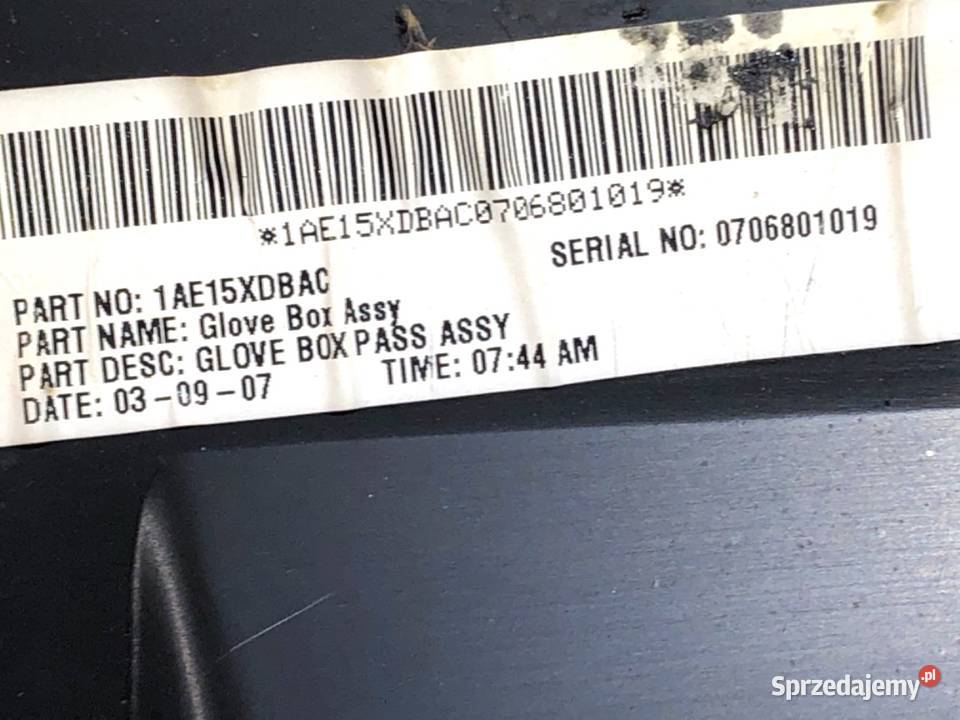 *1AE15XDBAC0706801019*
SERIAL NO: 0706801019
PART NO: 1AE15XDBAC
PART NAME: Glove Box Assy
PART DESC: GLOVE BOX PASS ASSY
DATE: 03-09-07 TIME: 07:44 AM
Sprzedajemy.pl